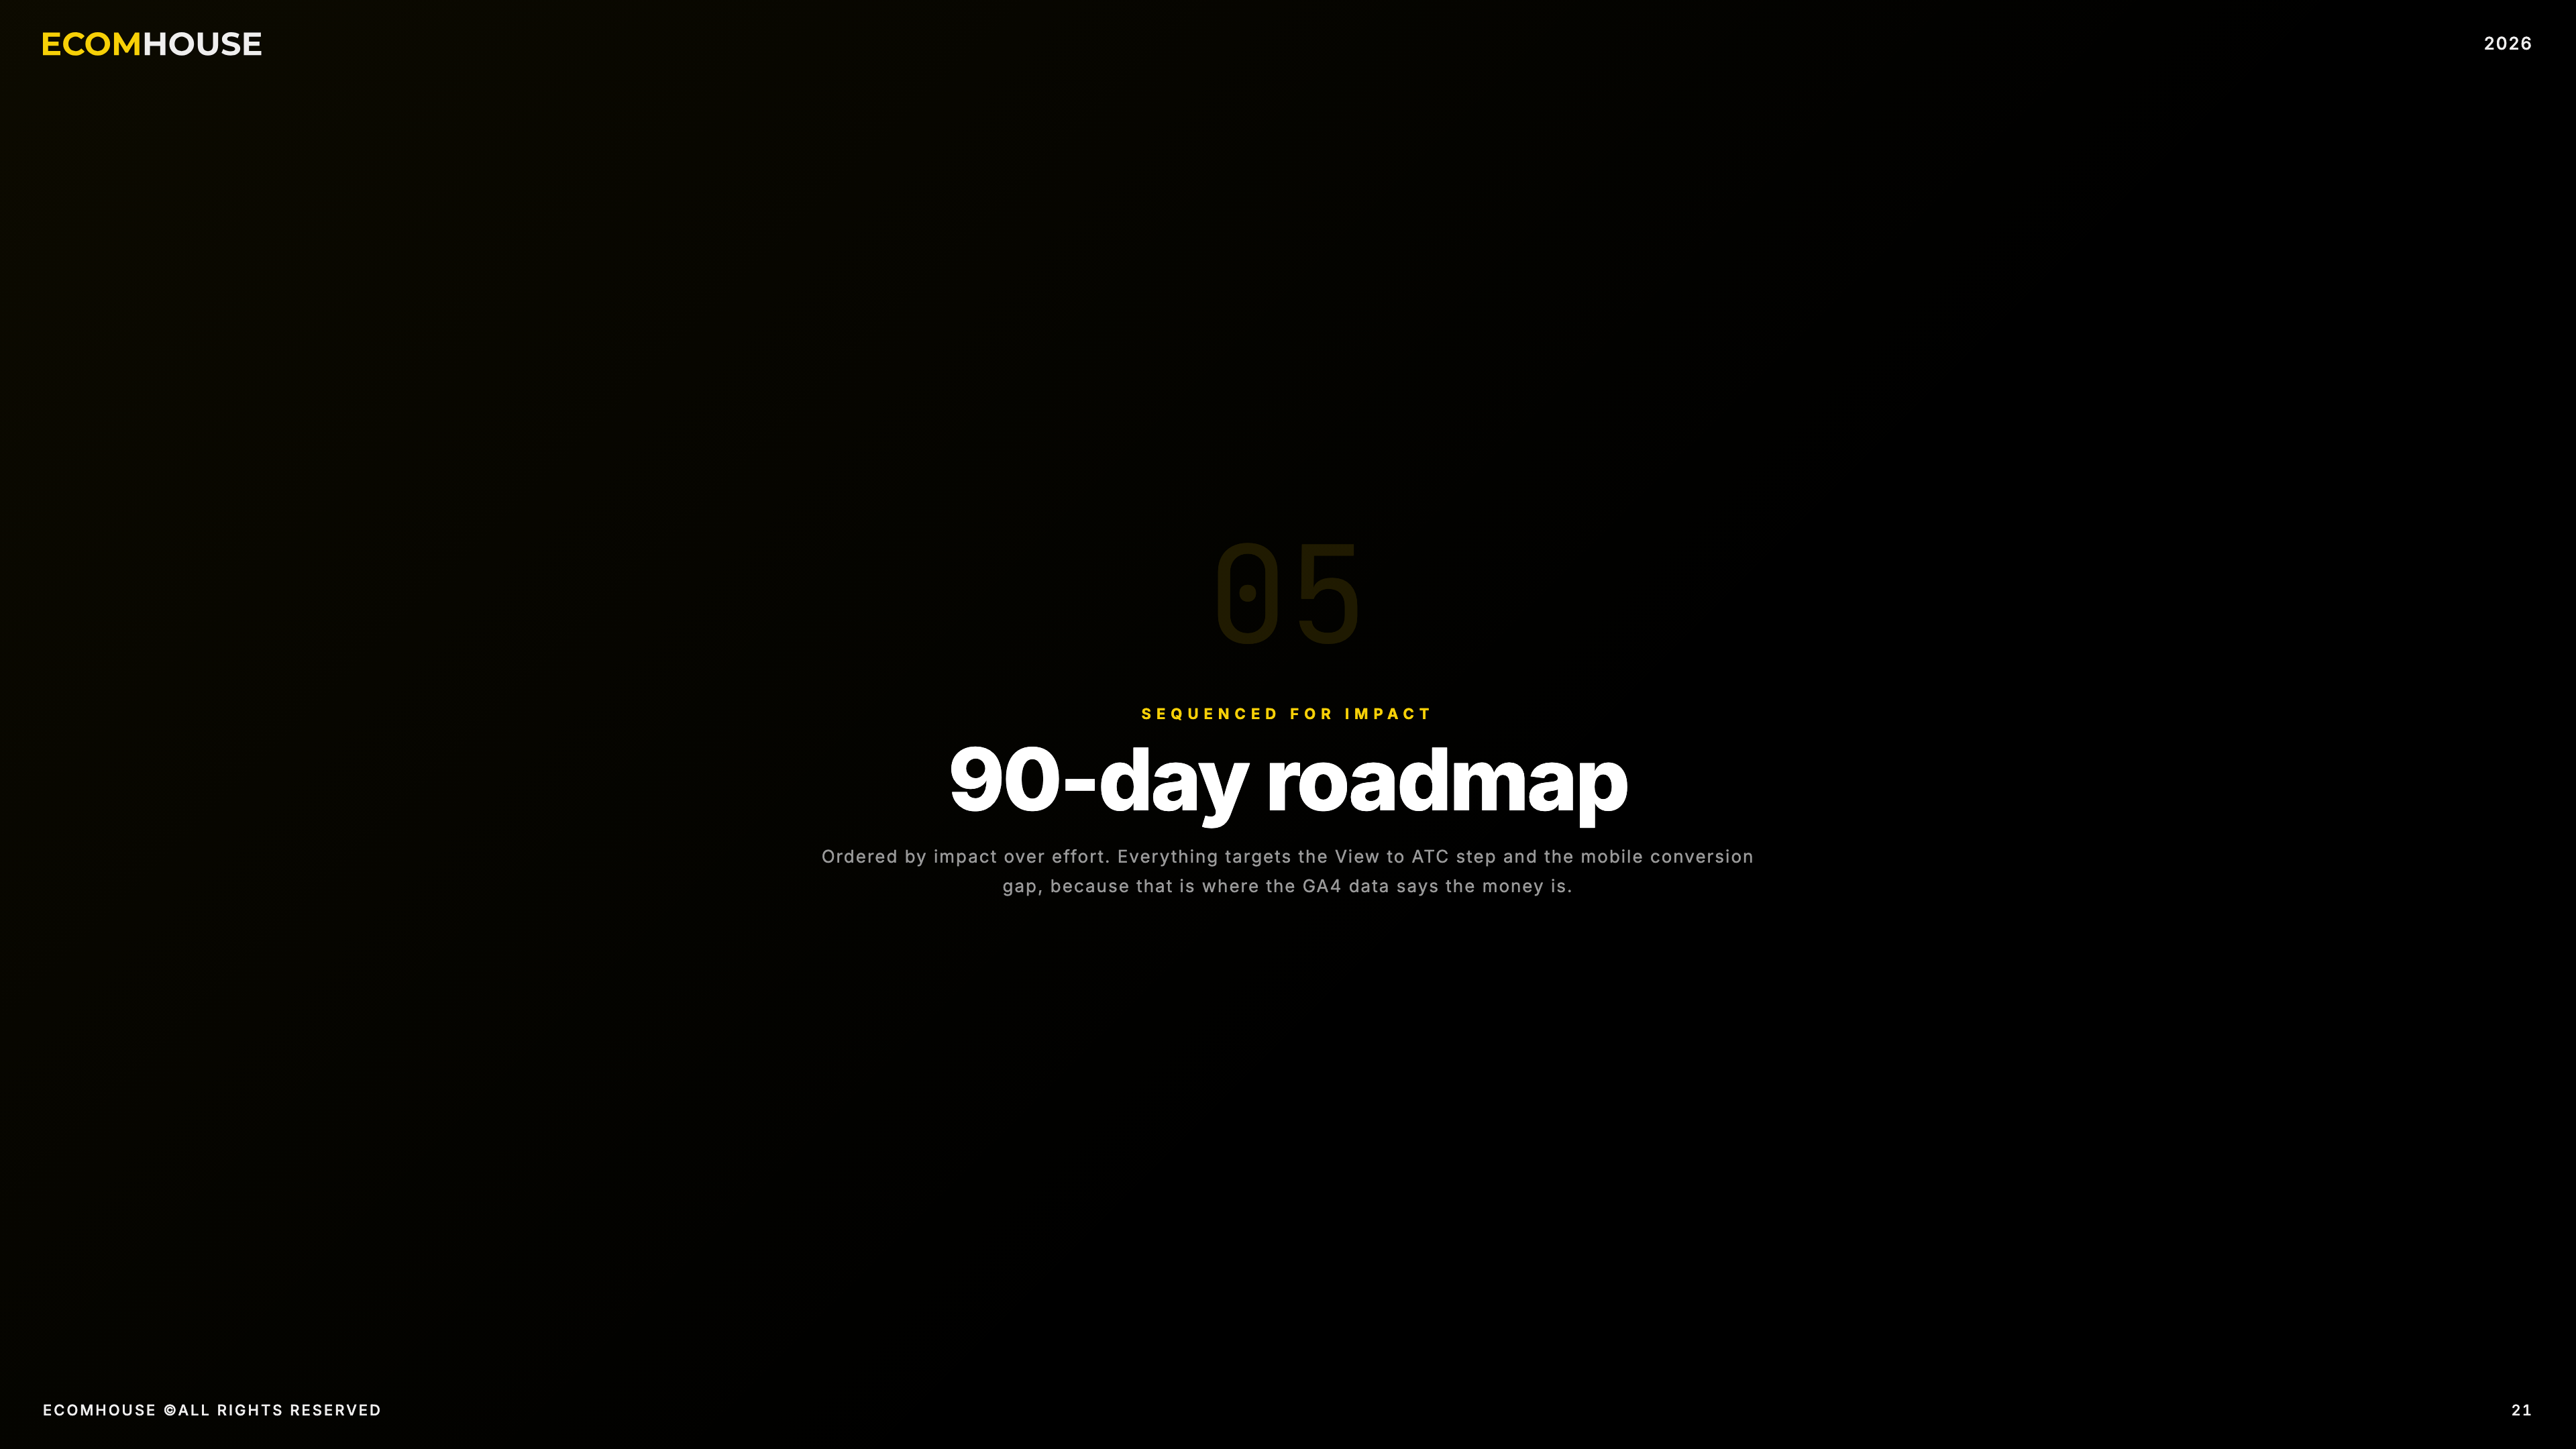 ECOMHOUSE
2026
05
SEQUENCED FOR IMPACT
90-day roadmap
Ordered by impact over effort. Everything targets the View to ATC step and the mobile conversion
gap, because that is where the GA4 data says the money is.
ECOMHOUSE ©ALL RIGHTS RESERVED
21